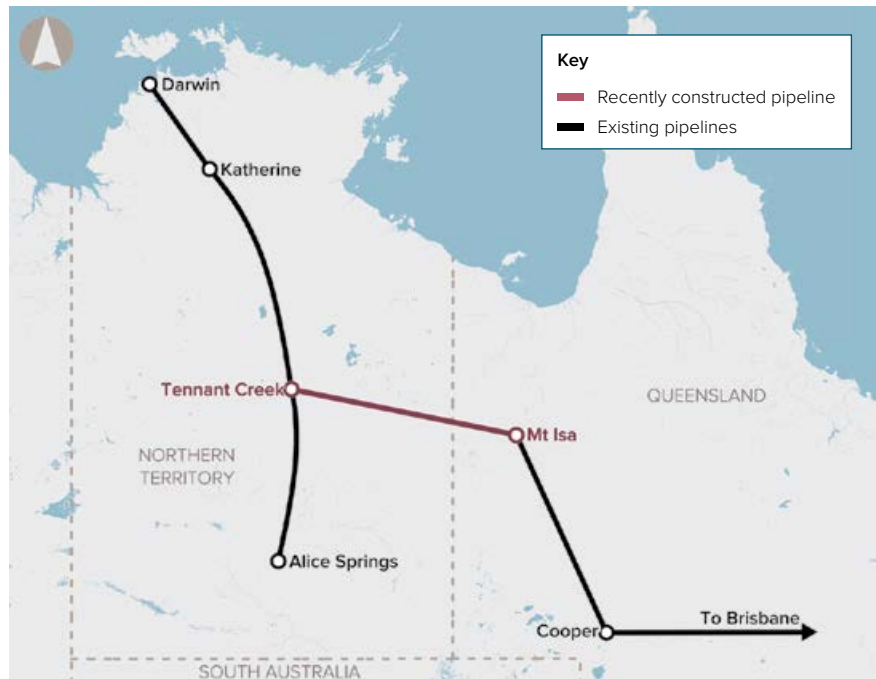 Key
Recently constructed pipeline
Existing pipelines
Darwin
Katherine
Tennant Creek
QUEENSLAND
Mt Isa
NORTHERN
TERRITORY
Alice Springs
To Brisbane
Cooper
SOUTH AUSTRALIA